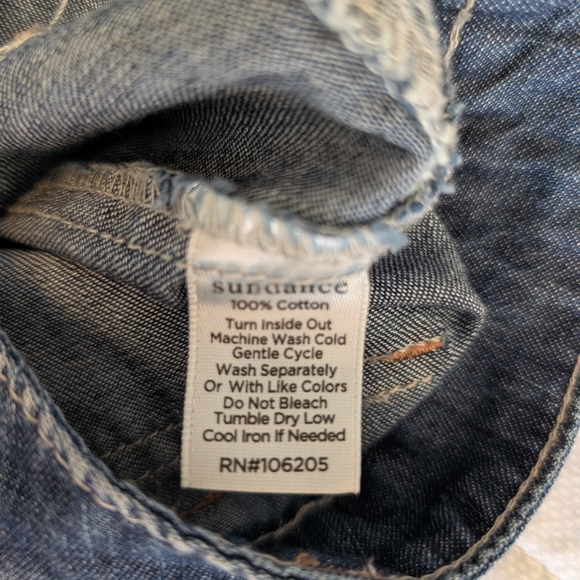 sundance
100% Cotton
Turn Inside Out
Machine Wash Cold
Gentle Cycle
Wash Separately
Or With Like Colors
Do Not Bleach
Tumble Dry Low
Cool Iron If Needed
RN#106205